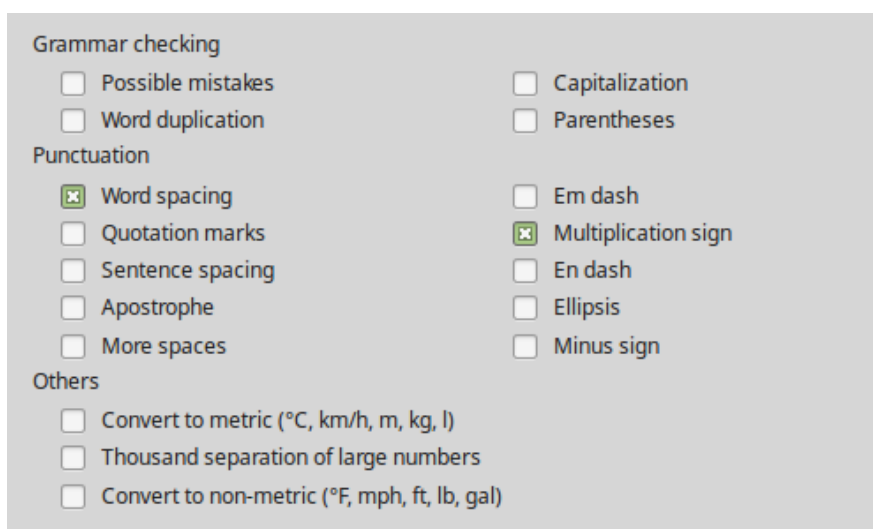 Grammar checking
Possible mistakes Capitalization
Word duplication Parentheses
Punctuation
Word spacing Em dash
Quotation marks Multiplication sign
Sentence spacing En dash
Apostrophe Ellipsis
More spaces Minus sign
Others
Convert to metric (°C, km/h, m, kg, l)
Thousand separation of large numbers
Convert to non-metric (°F, mph, ft, lb, gal)